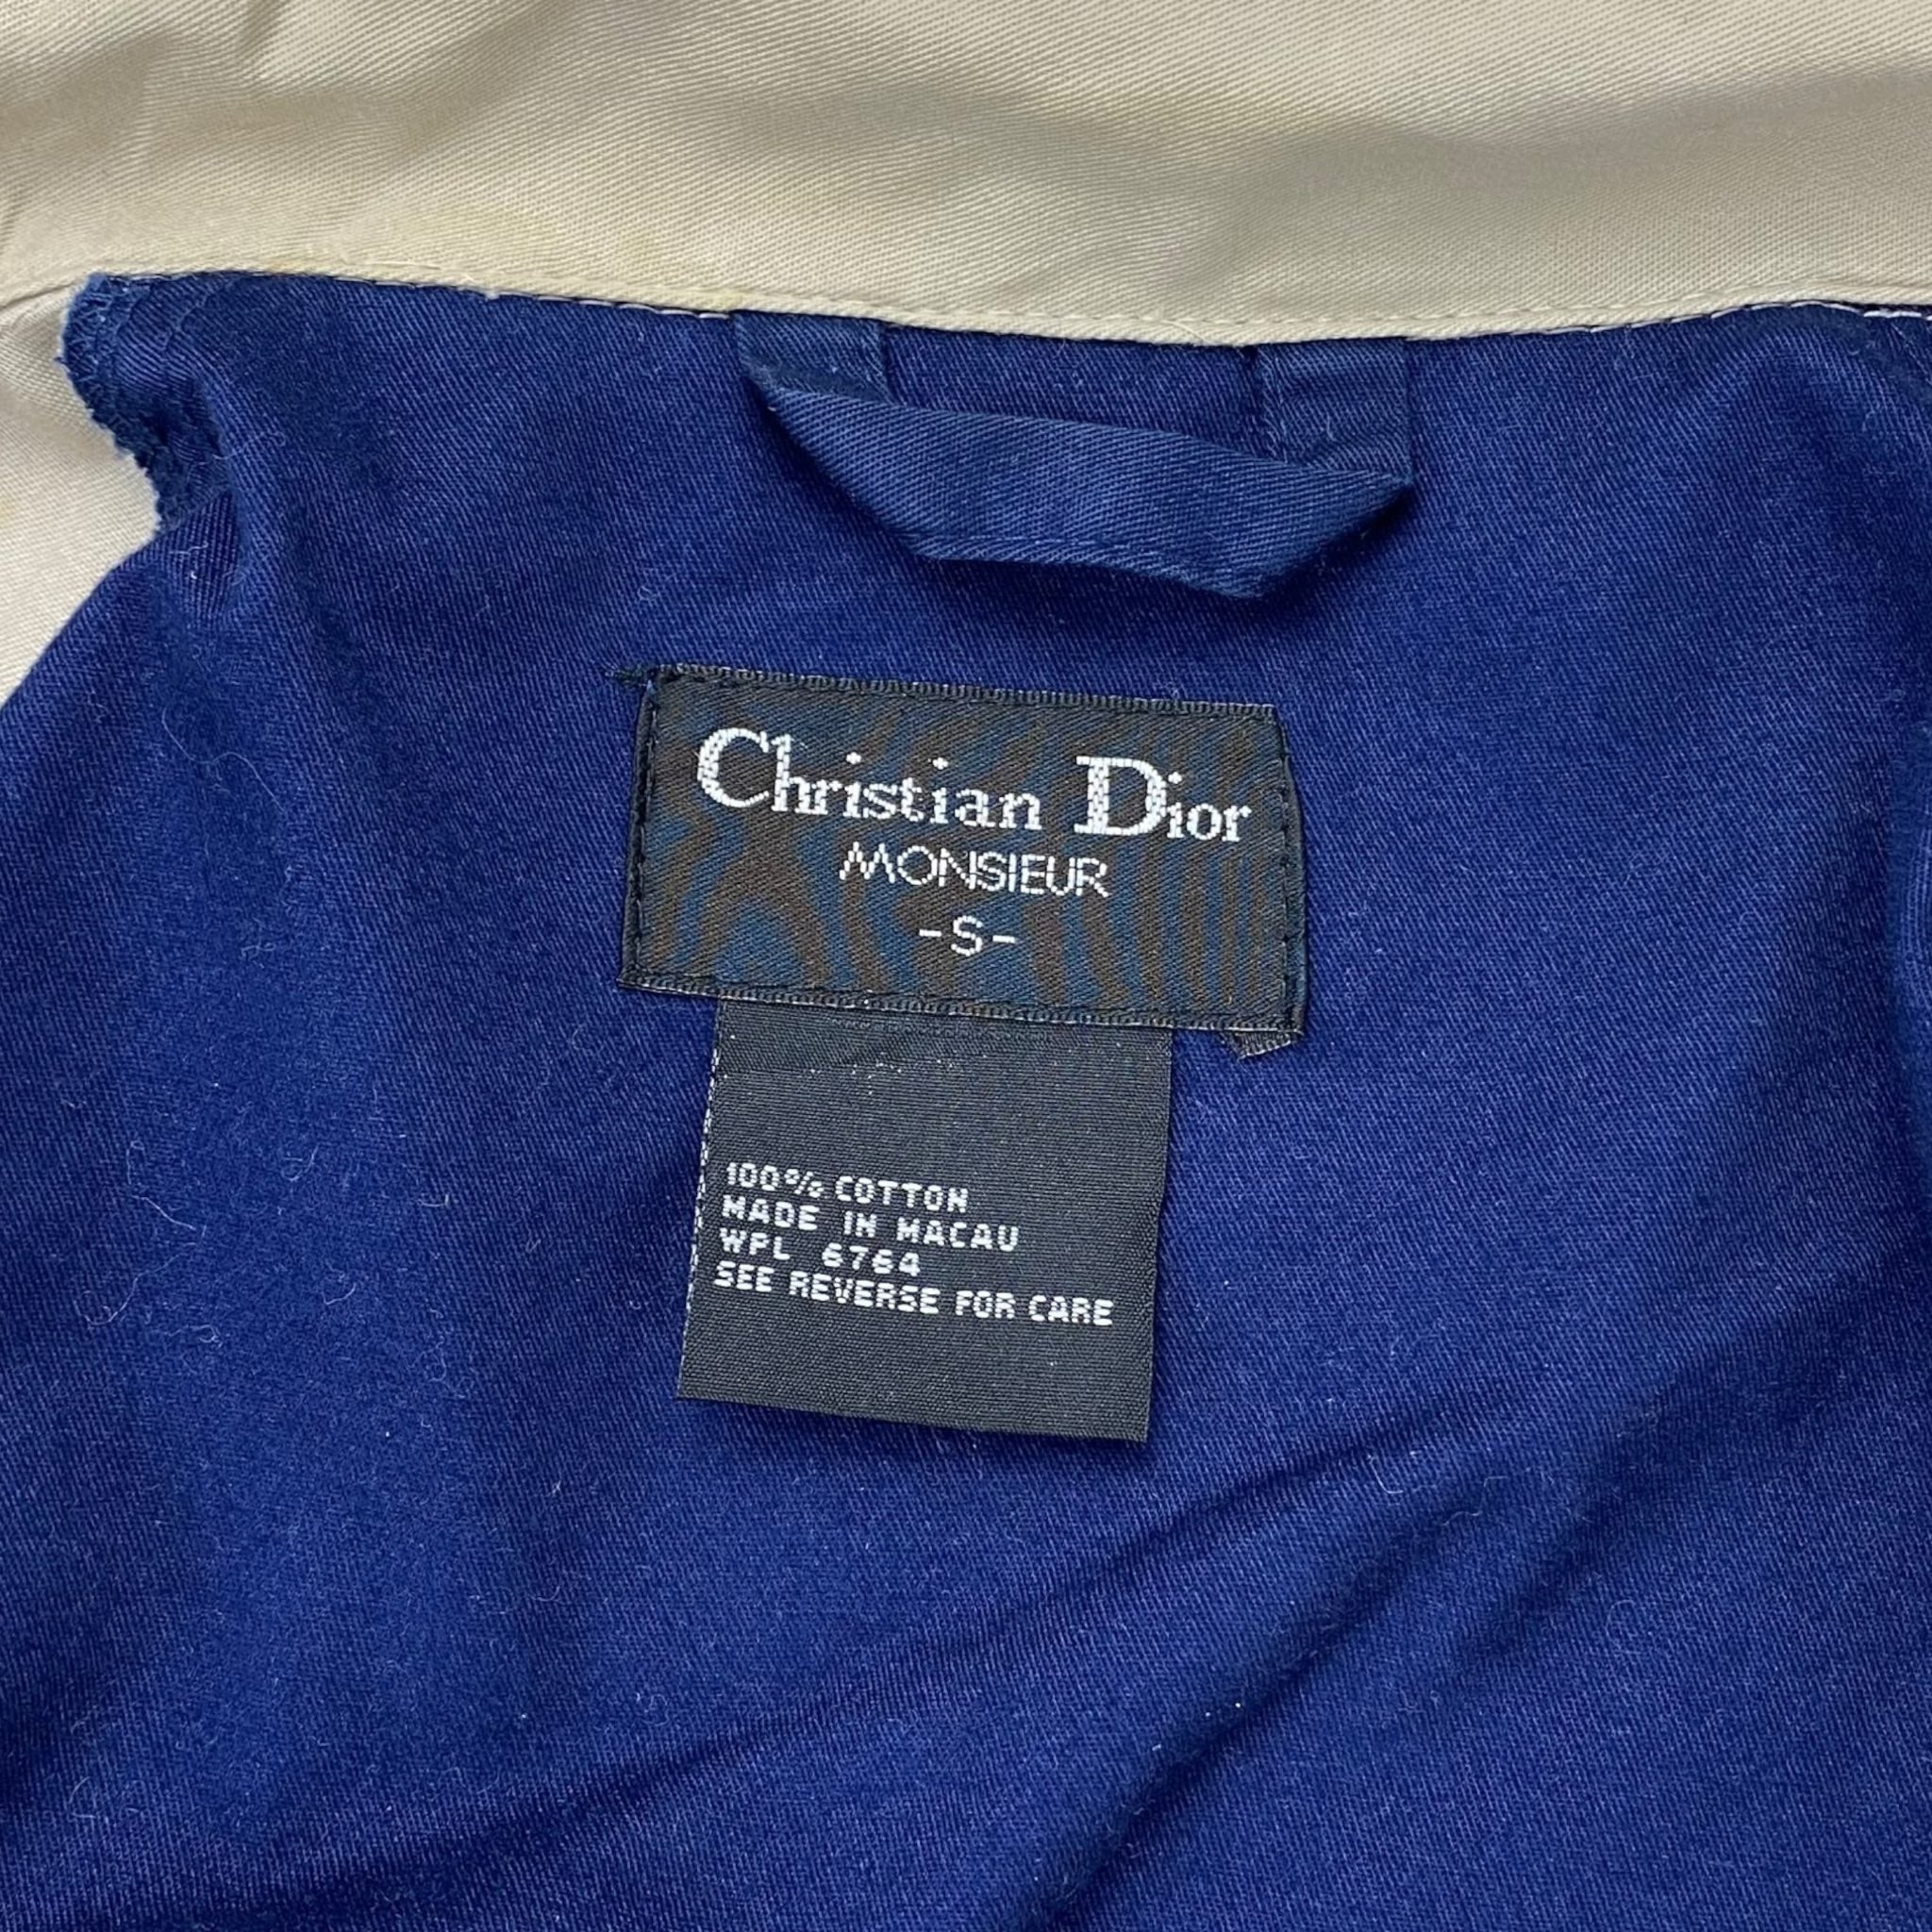 Christian Dior
MONSIEUR
-S-
100% COTTON
MADE IN MACAU
WPL 6764
SEE REVERSE FOR CARE